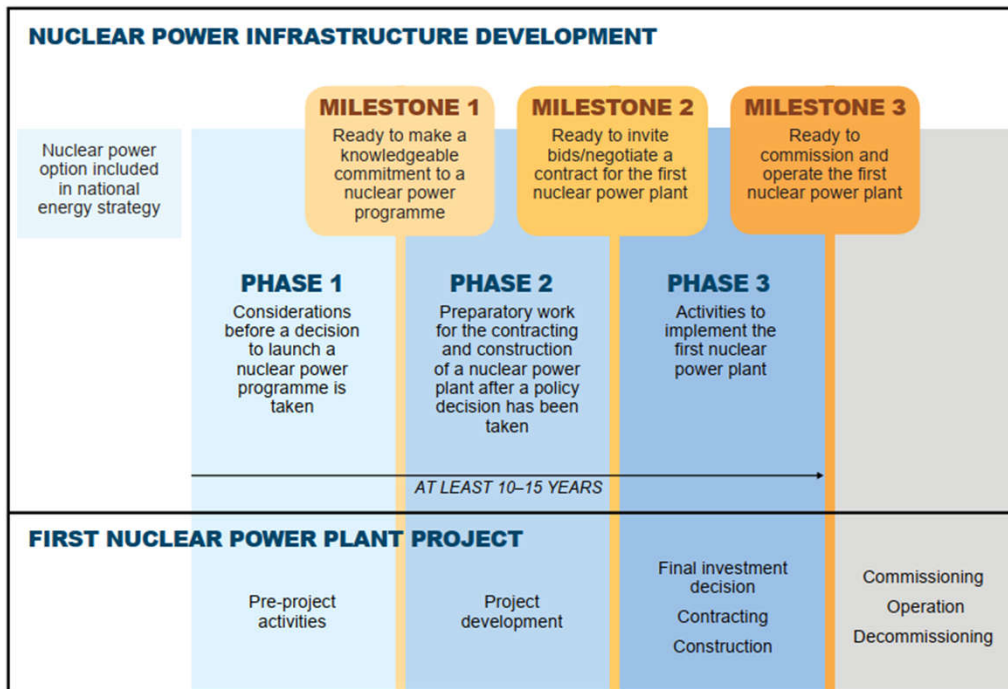 NUCLEAR POWER INFRASTRUCTURE DEVELOPMENT
Nuclear power
option included
in national
energy strategy
MILESTONE 1
Ready to make a
knowledgeable
commitment to a
nuclear power
programme
MILESTONE 2
Ready to invite
bids/negotiate a
contract for the first
nuclear power plant
MILESTONE 3
Ready to
commission and
operate the first
nuclear power plant
PHASE 1
Considerations
before a decision
to launch a
nuclear power
programme is
taken
PHASE 2
Preparatory work
for the contracting
and construction
of a nuclear power
plant after a policy
decision has been
taken
PHASE 3
Activities to
implement the
first nuclear
power plant
AT LEAST 10–15 YEARS
FIRST NUCLEAR POWER PLANT PROJECT
Pre-project
activities
Project
development
Final investment
decision
Contracting
Construction
Commissioning
Operation
Decommissioning